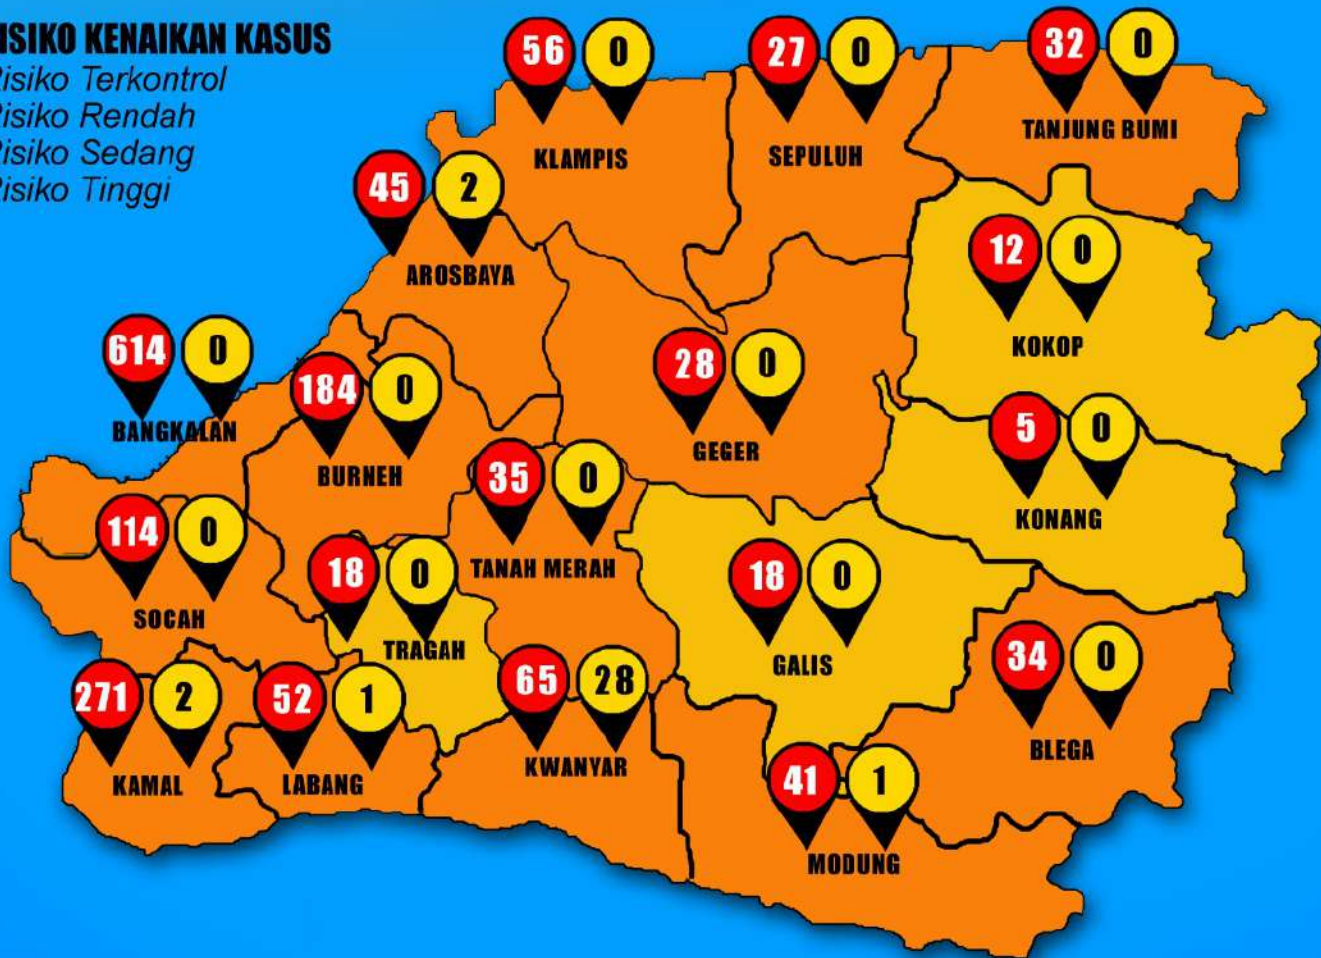 ISIKO KENAIKAN KASUS
isiko Terkontrol
isiko Rendah
isiko Sedang
isiko Tinggi
56 0
KLAMPIS
27 0
SEPULUH
32 0
TANJUNG BUMI
45 2
AROSBAYA
12 0
KOKOP
614 0
BANGKALAN
184 0
BURNEH
28 0
GEGER
5 0
KONANG
35 0
TANAH MERAH
114 0
SOCAH
18 0
TRAGAH
18 0
GALIS
34 0
BLEGA
271 2
KAMAL
52 1
LABANG
65 28
KWANYAR
41 1
MODUNG